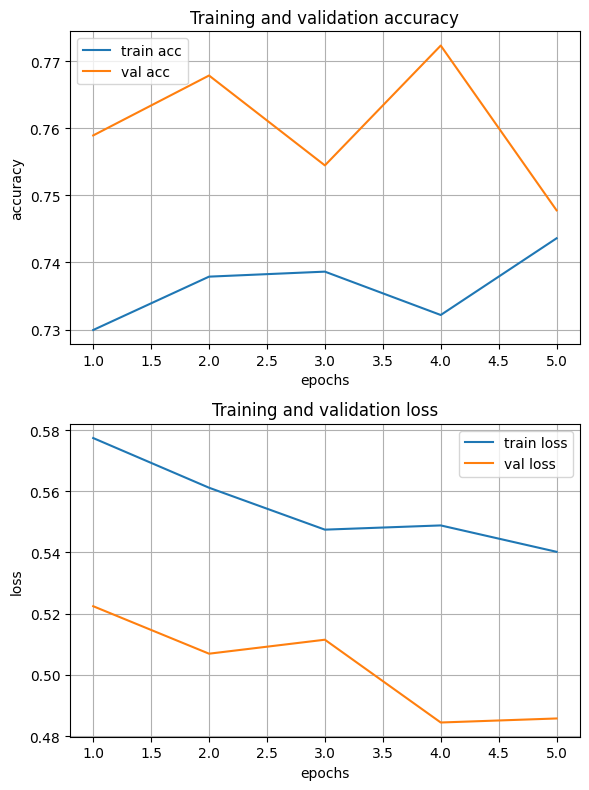 Training and validation accuracy
train acc
val acc
0.77
0.76
0.75
0.74
0.73
accuracy
1.0 1.5 2.0 2.5 3.0 3.5 4.0 4.5 5.0
epochs
Training and validation loss
train loss
val loss
0.58
0.56
0.54
0.52
0.50
0.48
loss
1.0 1.5 2.0 2.5 3.0 3.5 4.0 4.5 5.0
epochs